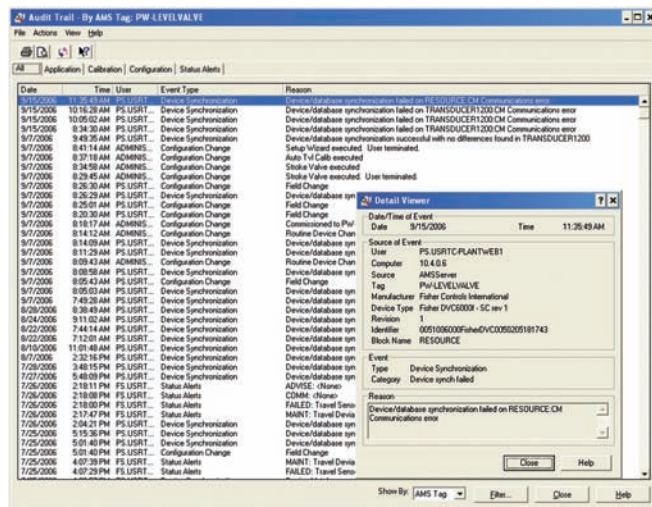 Audit Trail - By AMS Tag: PW-LEVELVALVE
File Actions View Help
All Application Calibration Configuration Status Alerts
Date Time User Event Type Reason
9/15/2006 11:35:49 AM PS.USRT... Device Synchronization Device/database synchronization failed on RESOURCE:CM Communications error
9/15/2006 10:16:28 AM PS.USRT... Device Synchronization Device/database synchronization failed on TRANSDUCER1200:CM Communications error
9/15/2006 10:05:02 AM PS.USRT... Device Synchronization Device/database synchronization failed on TRANSDUCER1200:CM Communications error
9/15/2006 8:34:30 AM PS.USRT... Device Synchronization Device/database synchronization failed on TRANSDUCER1200:CM Communications error
9/7/2006 9:49:35 AM PS.USRT... Device Synchronization Device/database synchronization successful with no differences found in TRANSDUCER1200
9/7/2006 8:41:14 AM ADMINIS... Configuration Change Setup Wizard executed. User terminated.
9/7/2006 8:37:18 AM ADMINIS... Configuration Change Auto Tvl Calib executed
9/7/2006 8:34:58 AM ADMINIS... Configuration Change Stroke Valve executed
9/7/2006 8:29:45 AM ADMINIS... Configuration Change Stroke Valve executed. User terminated.
9/7/2006 8:26:30 AM PS.USRT... Configuration Change Field Change
9/7/2006 8:26:29 AM PS.USRT... Device Synchronization Device/database syn
9/7/2006 8:25:01 AM PS.USRT... Configuration Change Field Change
9/7/2006 8:20:30 AM PS.USRT... Configuration Change Field Change
9/7/2006 8:18:17 AM ADMINIS... Configuration Change Commissioned to PW
9/7/2006 8:14:12 AM ADMINIS... Configuration Change Routine Device Chan
9/7/2006 8:14:09 AM PS.USRT... Device Synchronization Device/database syn
9/7/2006 8:11:29 AM PS.USRT... Device Synchronization Device/database syn
9/7/2006 8:09:43 AM ADMINIS... Configuration Change Routine Device Chan
9/7/2006 8:08:58 AM PS.USRT... Device Synchronization Device/database syn
9/7/2006 8:05:43 AM PS.USRT... Configuration Change Field Change
9/7/2006 8:05:03 AM PS.USRT... Device Synchronization Device/database syn
9/7/2006 7:49:28 AM PS.USRT... Device Synchronization Device/database syn
8/28/2006 8:38:49 AM PS.USRT... Device Synchronization Device/database syn
8/24/2006 9:11:02 AM PS.USRT... Device Synchronization Device/database syn
8/22/2006 7:44:14 AM PS.USRT... Device Synchronization Device/database syn
8/22/2006 7:12:01 AM PS.USRT... Device Synchronization Device/database syn
8/10/2006 11:01:48 AM PS.USRT... Device Synchronization Device/database syn
8/7/2006 2:32:16 PM PS.USRT... Device Synchronization Device/database syn
7/28/2006 3:48:15 PM PS.USRT... Device Synchronization Device/database syn
7/27/2006 5:48:09 PM PS.USRT... Device Synchronization Device/database syn
7/26/2006 2:18:11 PM FS.USRT... Status Alerts ADVISE: <None>
7/26/2006 2:18:08 PM FS.USRT... Status Alerts COMM: <None>
7/26/2006 2:18:00 PM FS.USRT... Status Alerts FAILED: Travel Senso
7/26/2006 2:17:47 PM FS.USRT... Status Alerts MAINT: Travel Devia
7/26/2006 2:04:21 PM PS.USRT... Device Synchronization Device/database syn
7/25/2006 5:15:36 PM PS.USRT... Device Synchronization Device/database syn
7/25/2006 5:01:40 PM PS.USRT... Device Synchronization Device/database syn
7/25/2006 5:01:40 PM PS.USRT... Configuration Change Field Change
7/25/2006 4:07:39 PM FS.USRT... Status Alerts MAINT: Travel Devia
7/25/2006 4:07:29 PM FS.USRT... Status Alerts FAILED: Travel Senso
Detail Viewer
Date/Time of Event
Date 9/15/2006 Time 11:35:49 AM
Source of Event
User PS.USRTC-PLANTWEB1
Computer 10.4.0.6
Source AMSServer
Tag PW-LEVELVALVE
Manufacturer Fisher Controls International
Device Type Fisher DVC6000f - SC rev 1
Revision 1
Identifier 0051006000FisherDVC0050205181743
Block Name RESOURCE
Event
Type Device Synchronization
Category Device synch failed
Reason
Device/database synchronization failed on RESOURCE:CM
Communications error
Close Help
Show By: AMS Tag Filter... Close Help